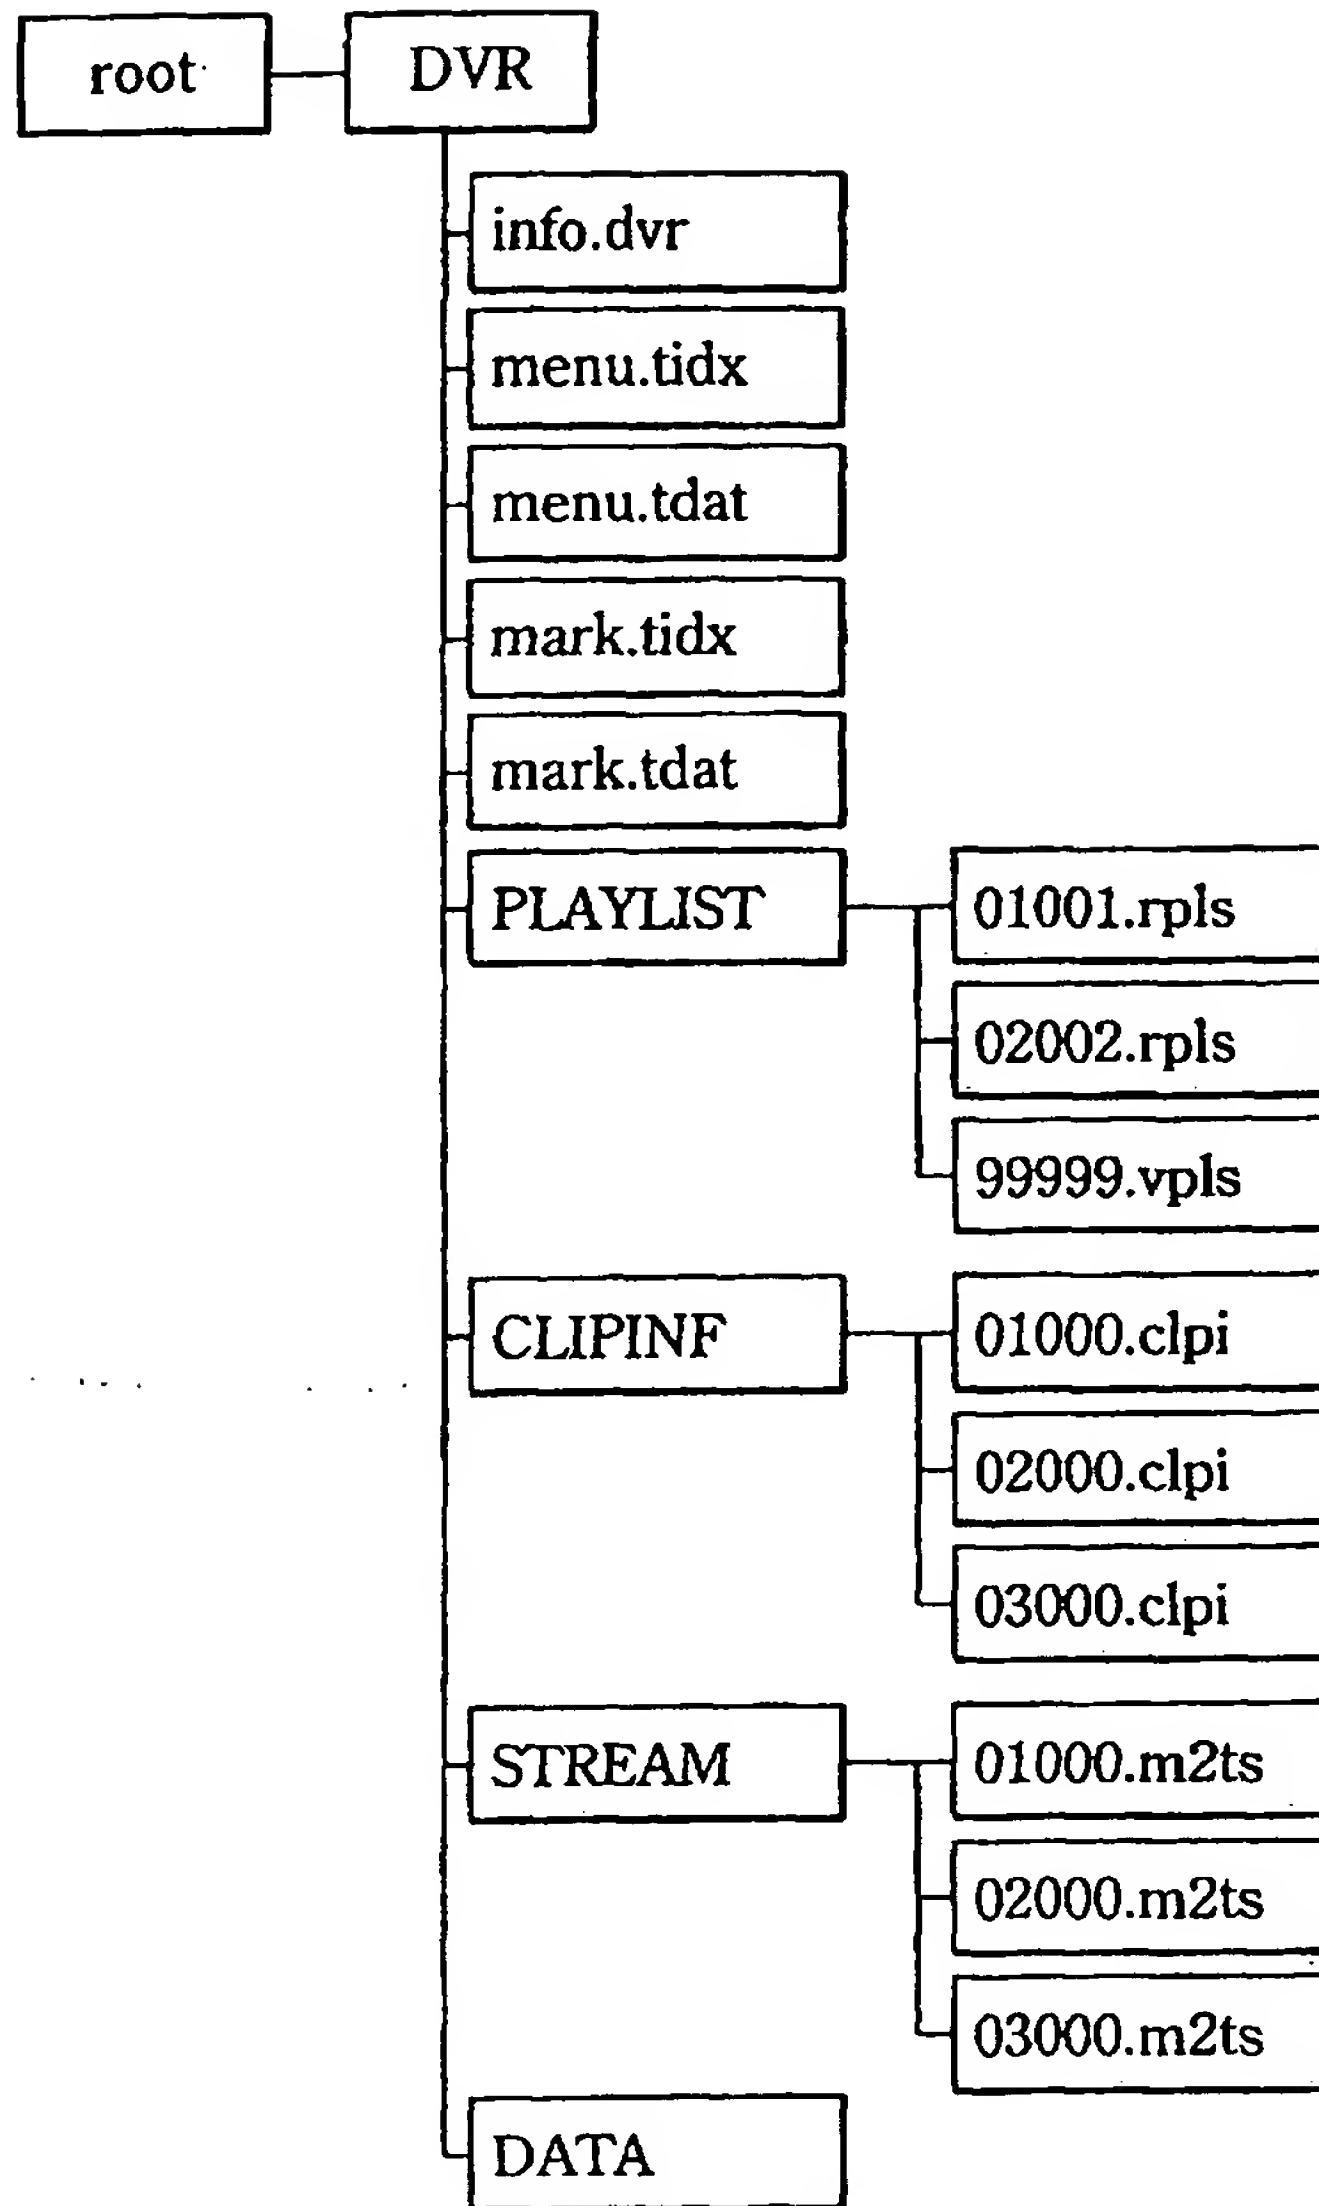 root
DVR
info.dvr
menu.tidx
menu.tdat
mark.tidx
mark.tdat
PLAYLIST
01001.rpls
02002.rpls
99999.vpls
CLIPINF
01000.clpi
02000.clpi
03000.clpi
STREAM
01000.m2ts
02000.m2ts
03000.m2ts
DATA